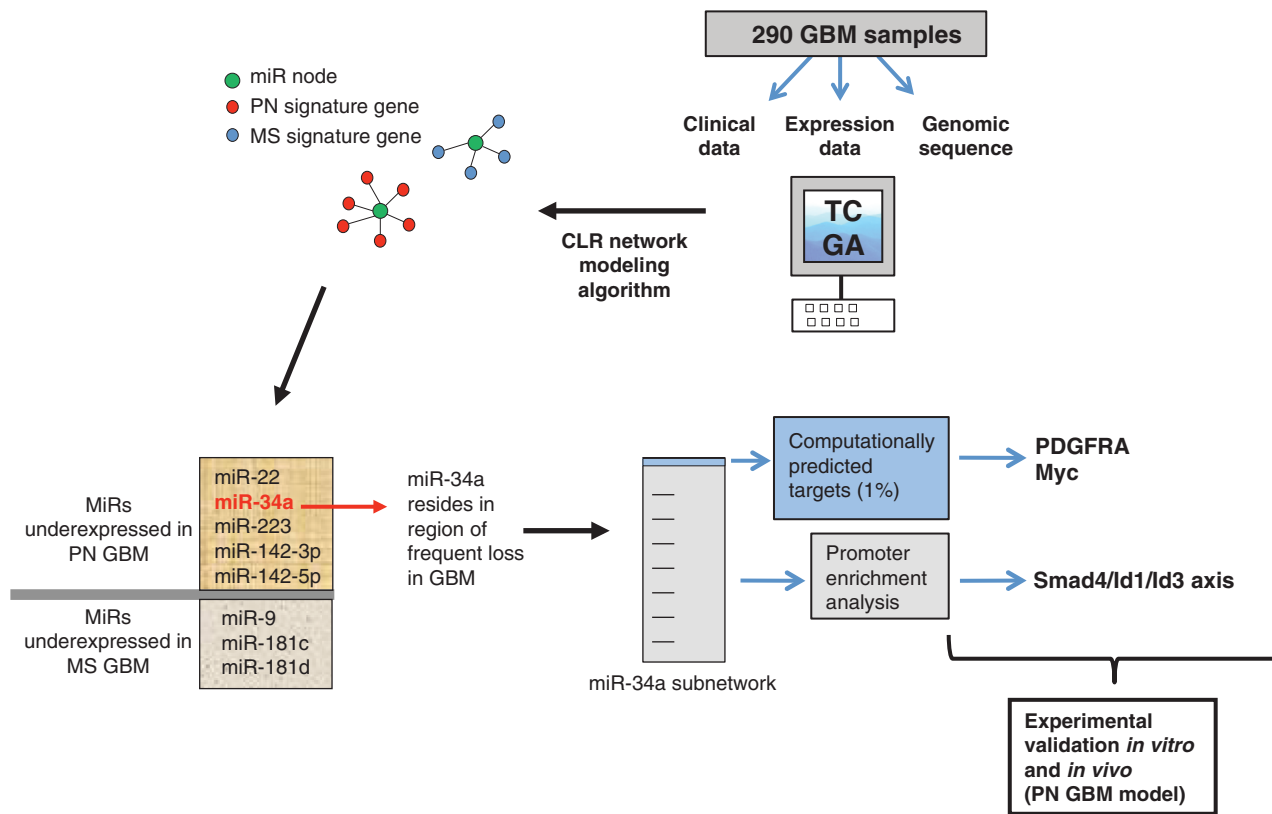 290 GBM samples
miR node
PN signature gene
MS signature gene
Clinical
data
Expression
data
Genomic
sequence
TC
GA
CLR network
modeling
algorithm
MiRs
underexpressed in
PN GBM
miR-22
miR-34a
miR-223
miR-142-3p
miR-142-5p
MiRs
underexpressed in
MS GBM
miR-9
miR-181c
miR-181d
miR-34a
resides in
region of
frequent loss
in GBM
miR-34a subnetwork
Computationally
predicted
targets (1%)
PDGFRA
Myc
Promoter
enrichment
analysis
Smad4/Id1/Id3 axis
Experimental
validation in vitro
and in vivo
(PN GBM model)